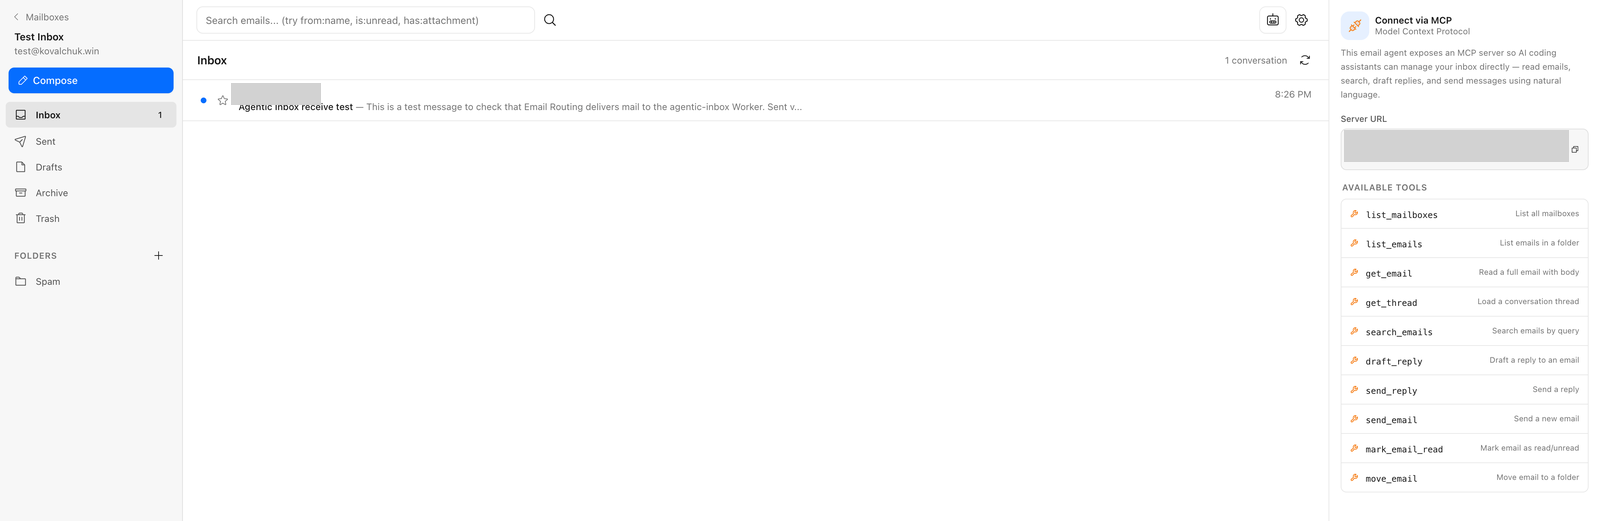 Mailboxes
Test Inbox
test@kovalchuk.win
Compose
Inbox 1
Sent
Drafts
Archive
Trash
FOLDERS
Spam
Search emails... (try from:name, is:unread, has:attachment)
Inbox
1 conversation
8:26 PM
Agentic Inbox receive test — This is a test message to check that Email Routing delivers mail to the agentic-inbox Worker. Sent v...
Connect via MCP
Model Context Protocol
This email agent exposes an MCP server so AI coding
assistants can manage your inbox directly — read emails,
search, draft replies, and send messages using natural
language.
Server URL
AVAILABLE TOOLS
list_mailboxes List all mailboxes
list_emails List emails in a folder
get_email Read a full email with body
get_thread Load a conversation thread
search_emails Search emails by query
draft_reply Draft a reply to an email
send_reply Send a reply
send_email Send a new email
mark_email_read Mark email as read/unread
move_email Move email to a folder